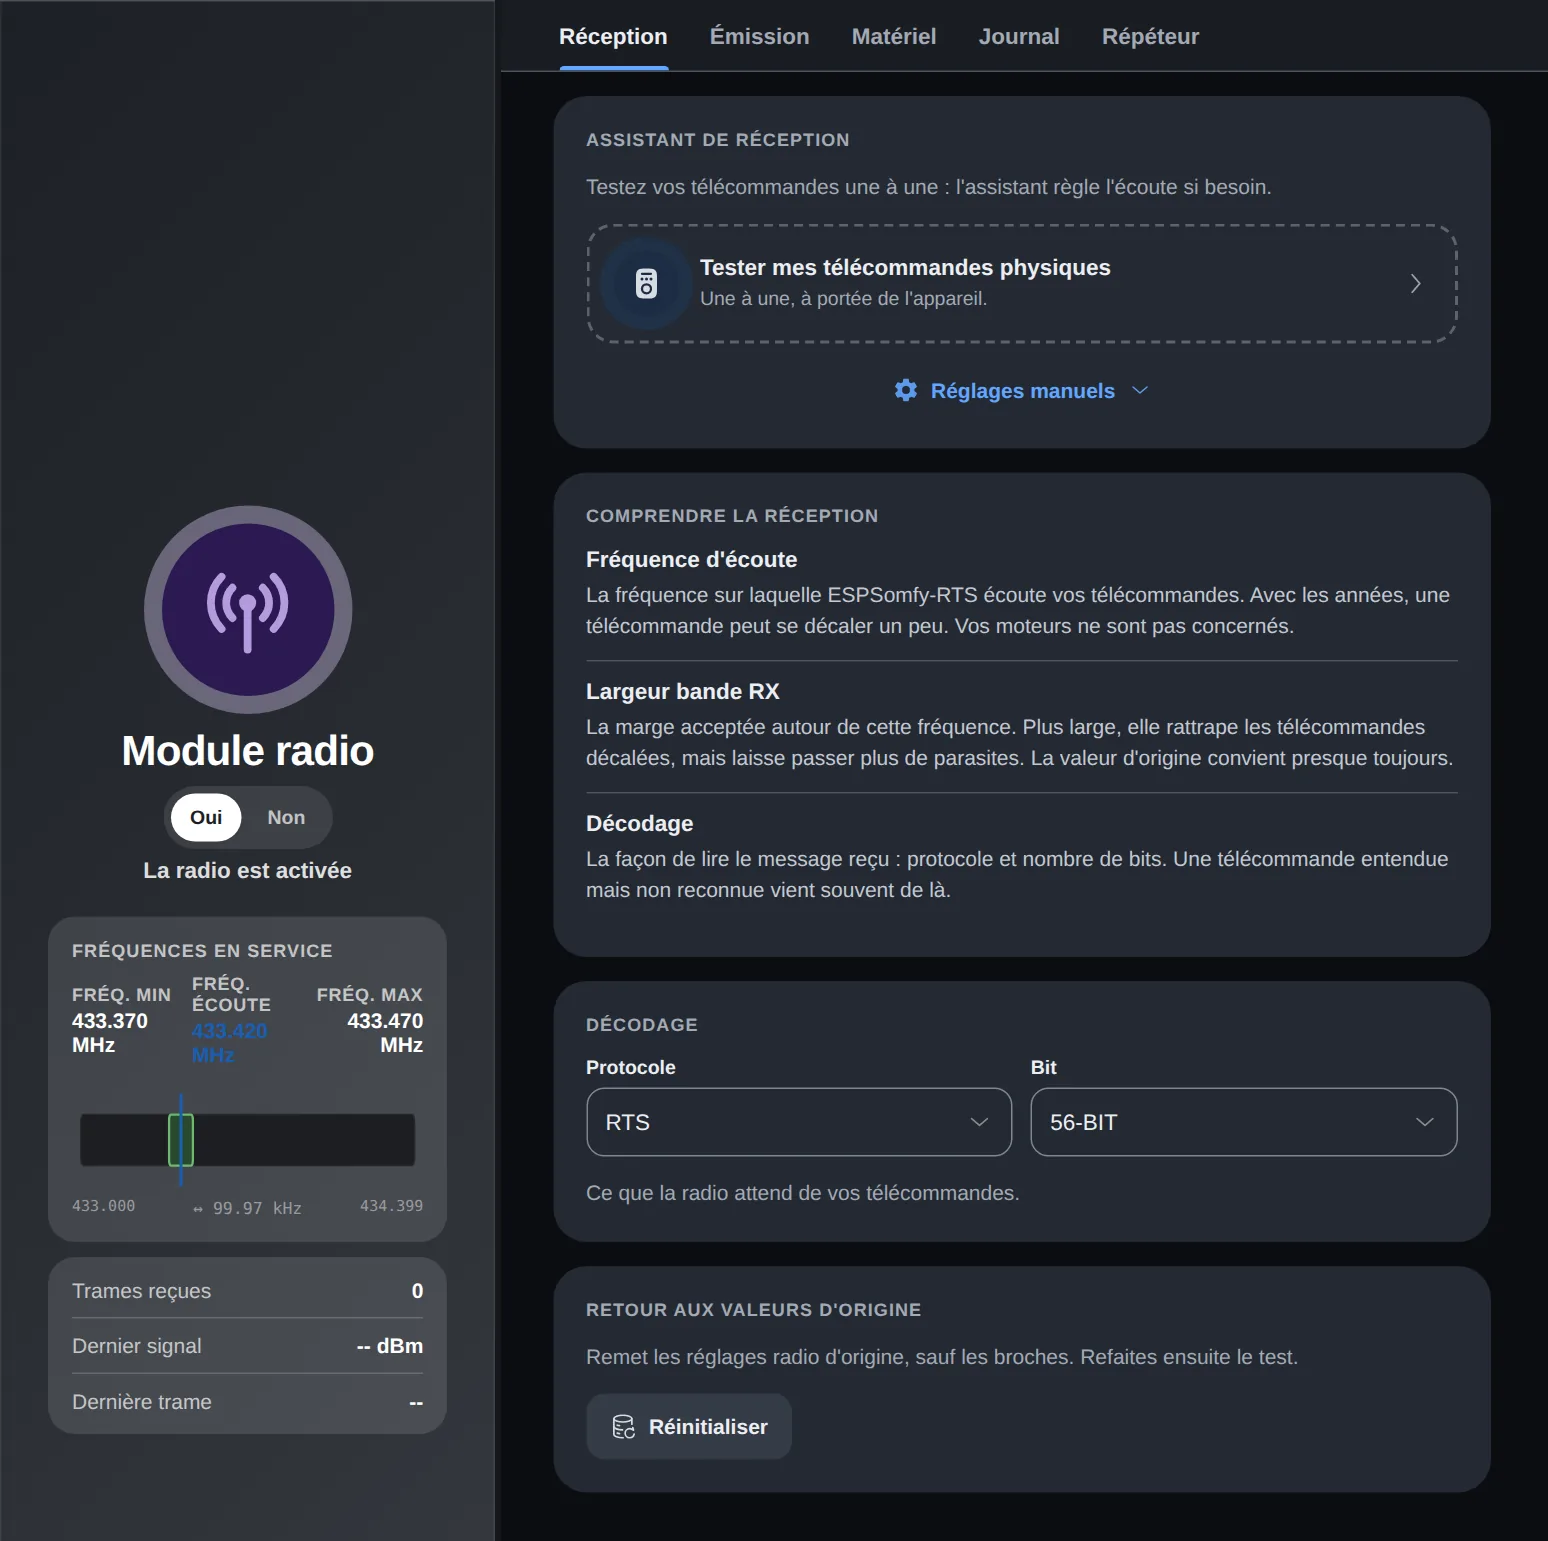 Module radio
Oui
Non
La radio est activée
FRÉQUENCES EN SERVICE
FRÉQ. MIN
433.370
MHz
FRÉQ.
ÉCOUTE
433.420
MHz
FRÉQ. MAX
433.470
MHz
433.000
↔ 99.97 kHz
434.399
Trames reçues
0
Dernier signal
-- dBm
Dernière trame
--
Réception
Émission
Matériel
Journal
Répéteur
ASSISTANT DE RÉCEPTION
Testez vos télécommandes une à une : l'assistant règle l'écoute si besoin.
Tester mes télécommandes physiques
Une à une, à portée de l'appareil.
Réglages manuels
COMPRENDRE LA RÉCEPTION
Fréquence d'écoute
La fréquence sur laquelle ESPSomfy-RTS écoute vos télécommandes. Avec les années, une
télécommande peut se décaler un peu. Vos moteurs ne sont pas concernés.
Largeur bande RX
La marge acceptée autour de cette fréquence. Plus large, elle rattrape les télécommandes
décalées, mais laisse passer plus de parasites. La valeur d'origine convient presque toujours.
Décodage
La façon de lire le message reçu : protocole et nombre de bits. Une télécommande entendue
mais non reconnue vient souvent de là.
DÉCODAGE
Protocole
RTS
Bit
56-BIT
Ce que la radio attend de vos télécommandes.
RETOUR AUX VALEURS D'ORIGINE
Remet les réglages radio d'origine, sauf les broches. Refaites ensuite le test.
Réinitialiser